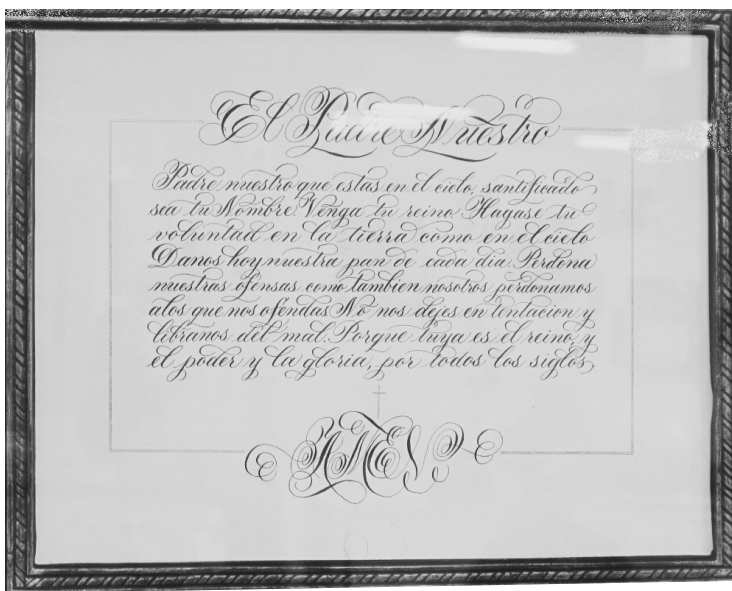 El Padre Nuestro
Padre nuestro que estas en el cielo, santificado
sea tu Nombre. Venga tu reino. Hagase tu
voluntad en la tierra como en el cielo
Danos hoy nuestra pan de cada dia. Perdona
nuestras ofensas como tambien nosotros perdonamos
a los que nos ofendas No nos dejes en tentacion y
libranos del mal. Porque tuya es el reino, y
el poder y la gloria, por todos los siglos,
AMEN.